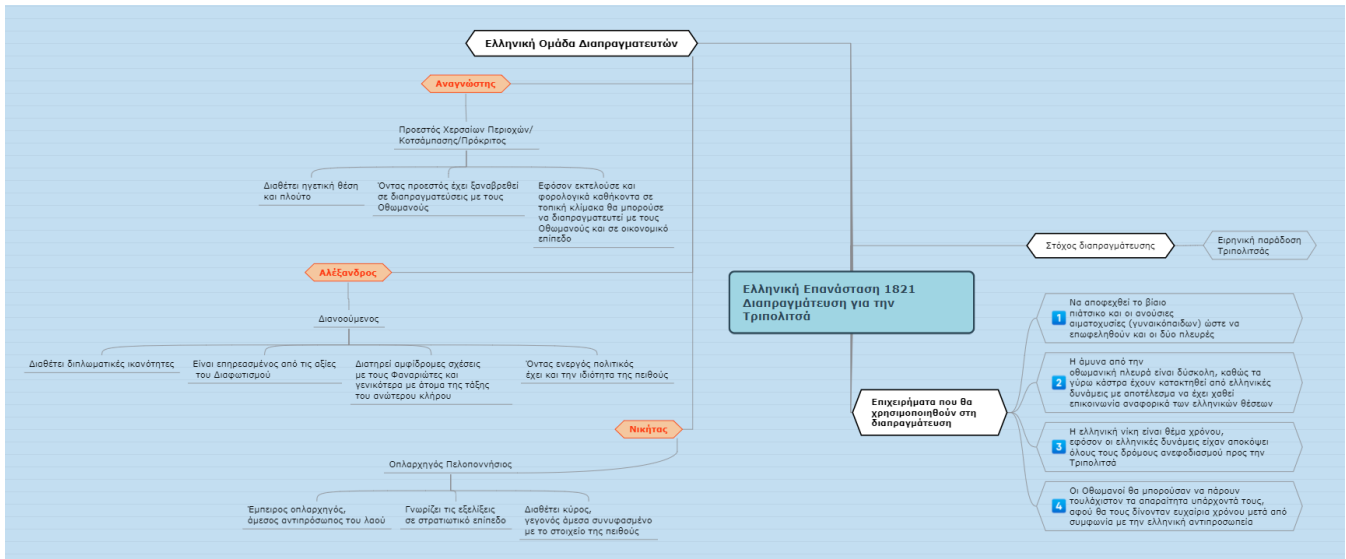 Ελληνική Ομάδα Διαπραγματευτών
Αναγνώστης
Προεστός Χερσαίων Περιοχών/
Κοτσάμπασης/Πρόκριτος
Διαθέτει ηγετική θέση
και πλούτο
Όντας προεστός έχει ξαναβρεθεί
σε διαπραγματεύσεις με τους
Οθωμανούς
Εφόσον εκτελούσε και
φορολογικά καθήκοντα σε
τοπική κλίμακα θα μπορούσε
να διαπραγματευτεί με τους
Οθωμανούς και σε οικονομικό
επίπεδο
Αλέξανδρος
Διανοούμενος
Διαθέτει διπλωματικές ικανότητες
Είναι επηρεασμένος από τις αξίες
του Διαφωτισμού
Διατηρεί αμφίδρομες σχέσεις
με τους Φαναριώτες και
γενικότερα με άτομα της τάξης
του ανώτερου κλήρου
Όντας ενεργός πολιτικός
έχει και την ιδιότητα της πειθούς
Νικήτας
Οπλαρχηγός Πελοποννήσιος
Έμπειρος οπλαρχηγός,
άμεσος αντιπρόσωπος του λαού
Γνωρίζει τις εξελίξεις
σε στρατιωτικό επίπεδο
Διαθέτει κύρος,
γεγονός άμεσα συνυφασμένο
με το στοιχείο της πειθούς
Ελληνική Επανάσταση 1821
Διαπραγμάτευση για την
Τριπολιτσά
Στόχος διαπραγμάτευσης
Ειρηνική παράδοση
Τριπολιτσάς
Επιχειρήματα που θα
χρησιμοποιηθούν στη
διαπραγμάτευση
1
Να αποφεχθεί το βίαιο
πιάτσικο και οι ανούσιες
αιματοχυσίες (γυναικόπαιδων) ώστε να
επωφεληθούν και οι δύο πλευρές
2
Η άμυνα από την
οθωμανική πλευρά είναι δύσκολη, καθώς τα
γύρω κάστρα έχουν κατακτηθεί από ελληνικές
δυνάμεις με αποτέλεσμα να έχει χαθεί
επικοινωνία αναφορικά των ελληνικών θέσεων
3
Η ελληνική νίκη είναι θέμα χρόνου,
εφόσον οι ελληνικές δυνάμεις είχαν αποκόψει
όλους τους δρόμους ανεφοδιασμού προς την
Τριπολιτσά
4
Οι Οθωμανοί θα μπορούσαν να πάρουν
τουλάχιστον τα απαραίτητα υπάρχοντά τους,
αφού θα τους δίνονταν ευχαίρια χρόνου μετά από
συμφωνία με την ελληνική αντιπροσωπεία